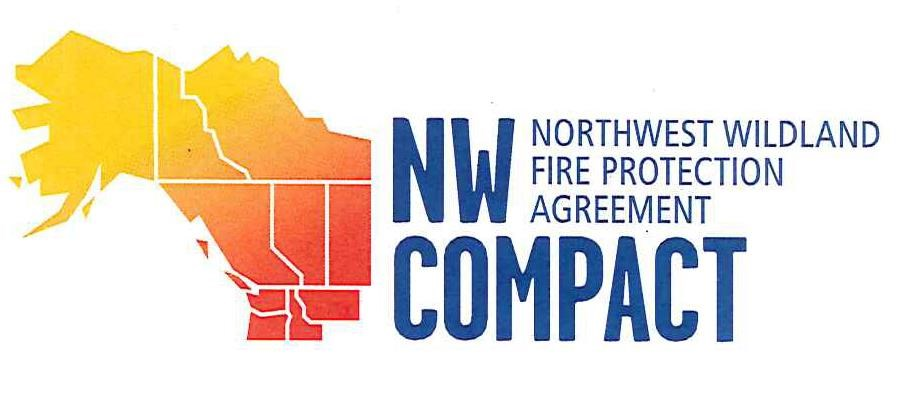 NW
NORTHWEST WILDLAND
FIRE PROTECTION
AGREEMENT
COMPACT